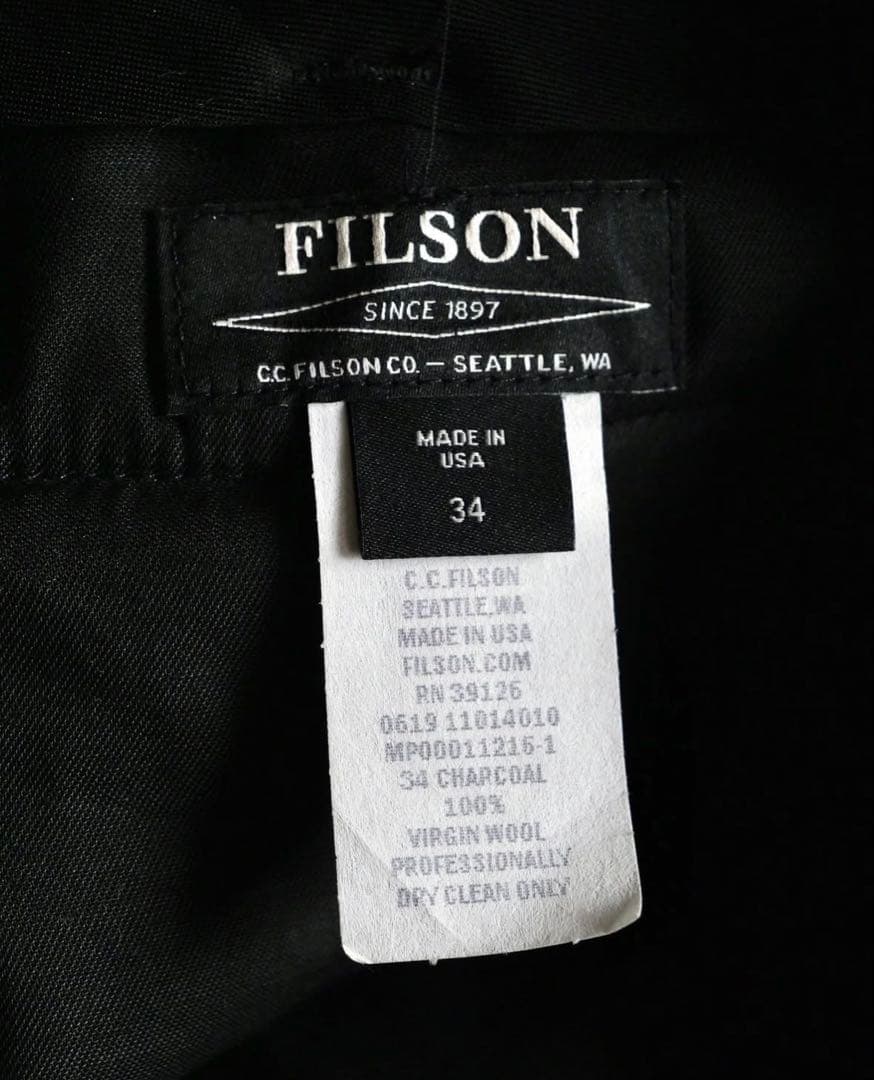 FILSON
SINCE 1897
C.C. FILSON CO. — SEATTLE, WA
MADE IN
USA
34
C.C.FILSON
SEATTLE,WA
MADE IN USA
FILSON.COM
RN 39126
0619 11014010
MP00011216-1
34 CHARCOAL
100%
VIRGIN WOOL
PROFESSIONALLY
DRY CLEAN ONLY